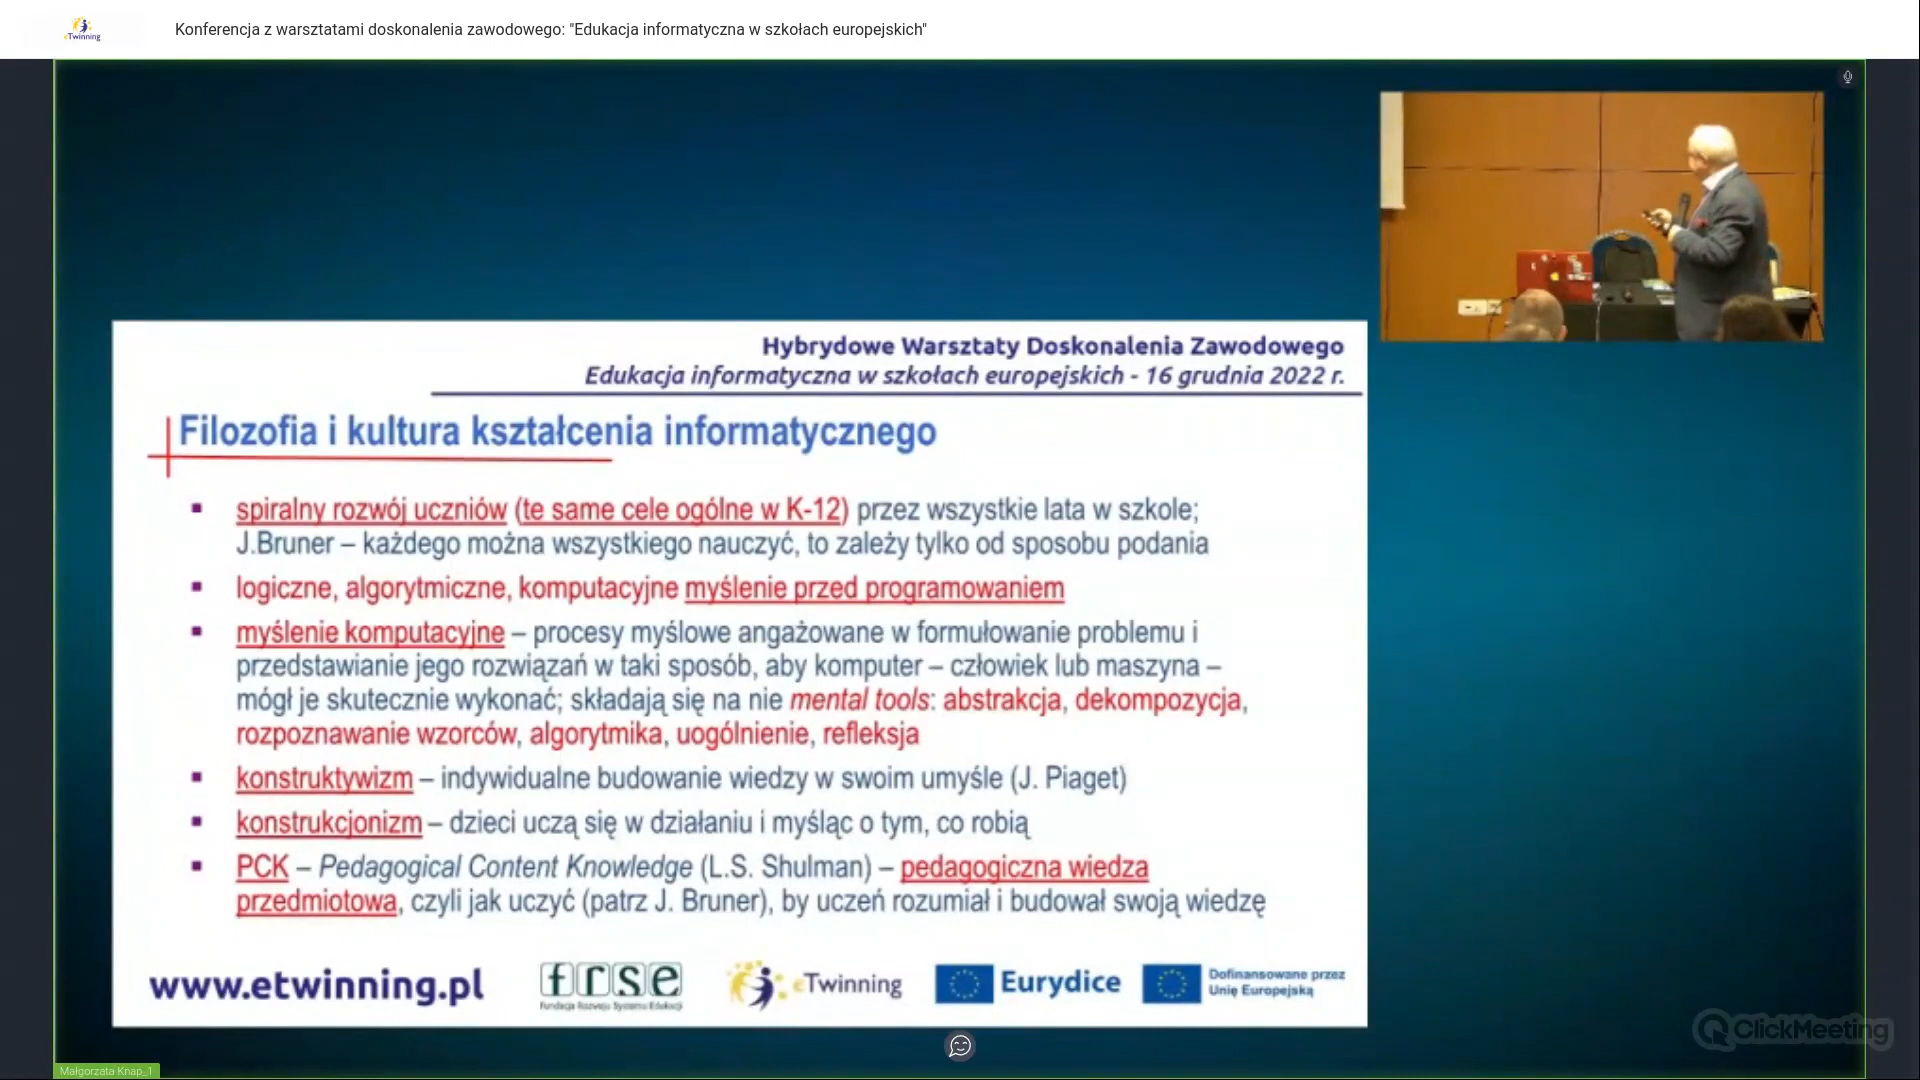 eTwinning
Konferencja z warsztatami doskonalenia zawodowego: "Edukacja informatyczna w szkołach europejskich"
Hybrydowe Warsztaty Doskonalenia Zawodowego
Edukacja informatyczna w szkołach europejskich - 16 grudnia 2022 r.
Filozofia i kultura kształcenia informatycznego
▪ spiralny rozwój uczniów (te same cele ogólne w K-12) przez wszystkie lata w szkole;
J.Bruner – każdego można wszystkiego nauczyć, to zależy tylko od sposobu podania
▪ logiczne, algorytmiczne, komputacyjne myślenie przed programowaniem
▪ myślenie komputacyjne – procesy myślowe angażowane w formułowanie problemu i
przedstawianie jego rozwiązań w taki sposób, aby komputer – człowiek lub maszyna –
mógł je skutecznie wykonać; składają się na nie mental tools: abstrakcja, dekompozycja,
rozpoznawanie wzorców, algorytmika, uogólnienie, refleksja
▪ konstruktywizm – indywidualne budowanie wiedzy w swoim umyśle (J. Piaget)
▪ konstrukcjonizm – dzieci uczą się w działaniu i myśląc o tym, co robią
▪ PCK – Pedagogical Content Knowledge (L.S. Shulman) – pedagogiczna wiedza
przedmiotowa, czyli jak uczyć (patrz J. Bruner), by uczeń rozumiał i budował swoją wiedzę
www.etwinning.pl
frse
Fundacja Rozwoju Systemu Edukacji
eTwinning
Eurydice
Dofinansowane przez
Unię Europejską
ClickMeeting
Małgorzata Knap_1